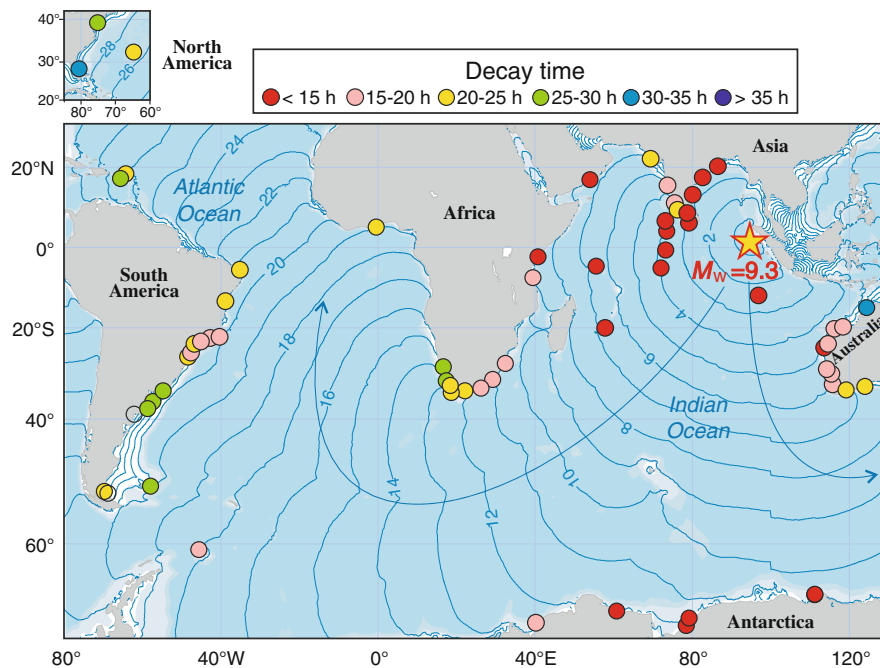 40°
30°
20°
28
26
80° 70° 60°
North
America
Decay time
< 15 h 15-20 h 20-25 h 25-30 h 30-35 h > 35 h
20°N
0°
20°S
40°
60°
Asia
Africa
South
America
Atlantic
Ocean
Indian
Ocean
Australia
Antarctica
Mw=9.3
24
22
20
18
16
14
12
10
8
6
4
2
80° 40°W 0° 40°E 80° 120°